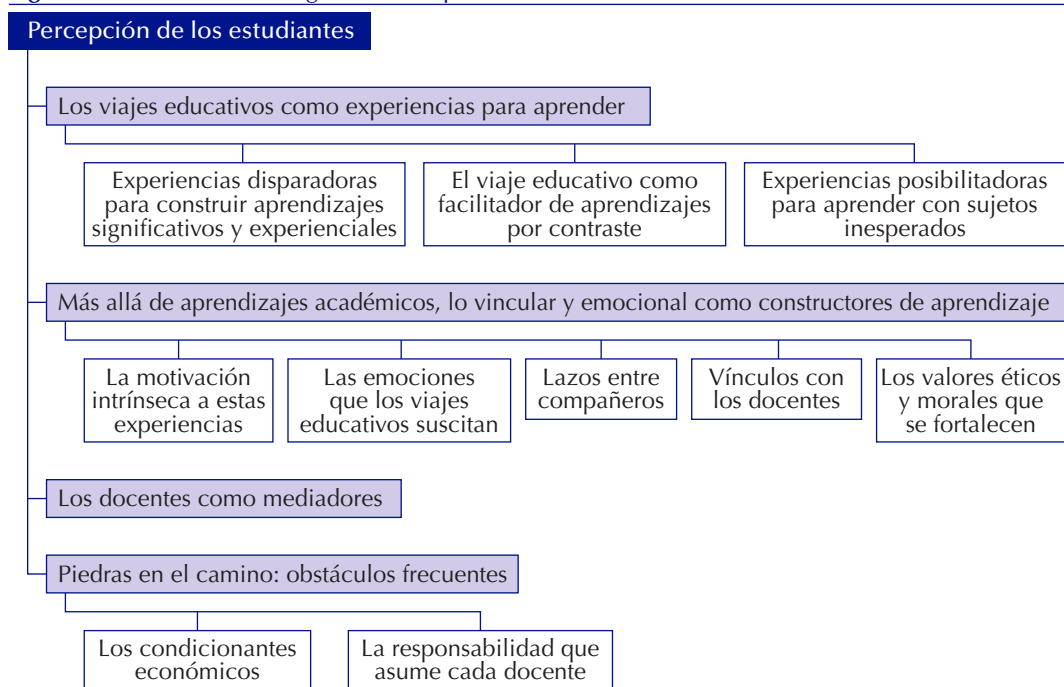 Percepción de los estudiantes
Los viajes educativos como experiencias para aprender
Experiencias disparadoras
para construir aprendizajes
significativos y experienciales
El viaje educativo como
facilitador de aprendizajes
por contraste
Experiencias posibilitadoras
para aprender con sujetos
inesperados
Más allá de aprendizajes académicos, lo vincular y emocional como constructores de aprendizaje
La motivación
intrínseca a estas
experiencias
Las emociones
que los viajes
educativos suscitan
Lazos entre
compañeros
Vínculos con
los docentes
Los valores éticos
y morales que
se fortalecen
Los docentes como mediadores
Piedras en el camino: obstáculos frecuentes
Los condicionantes
económicos
La responsabilidad que
asume cada docente